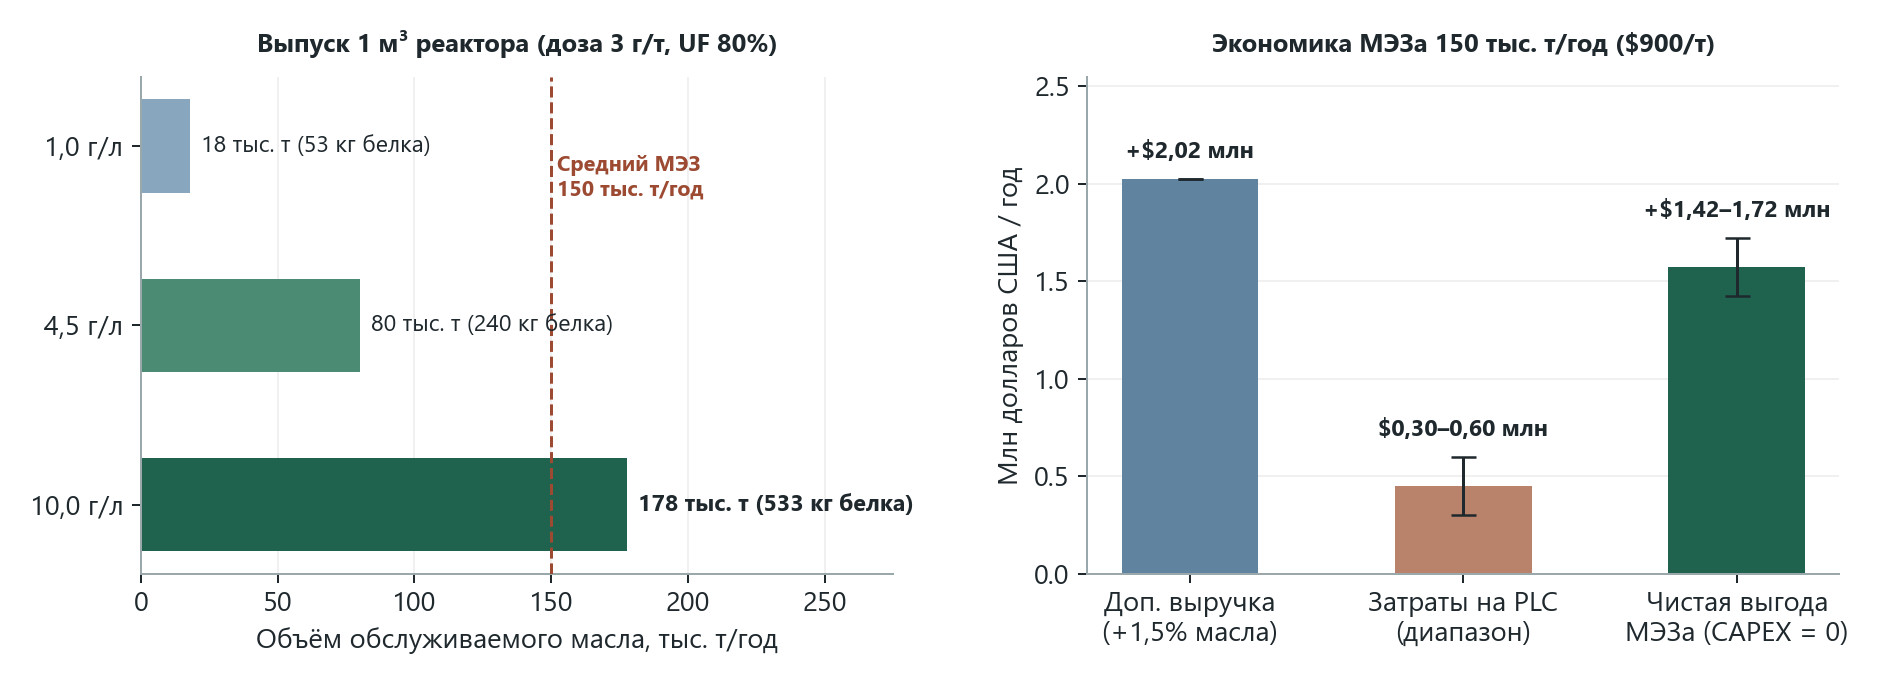 Выпуск 1 м³ реактора (доза 3 г/т, UF 80%)
1,0 г/л
18 тыс. т (53 кг белка)
Средний МЭЗ
150 тыс. т/год
4,5 г/л
80 тыс. т (240 кг белка)
10,0 г/л
178 тыс. т (533 кг белка)
0 50 100 150 200 250
Объём обслуживаемого масла, тыс. т/год
Экономика МЭЗа 150 тыс. т/год ($900/т)
Млн долларов США / год
2.5
2.0
1.5
1.0
0.5
0.0
+$2,02 млн
$0,30–0,60 млн
+$1,42–1,72 млн
Доп. выручка
(+1,5% масла)
Затраты на PLC
(диапазон)
Чистая выгода
МЭЗа (CAPEX = 0)